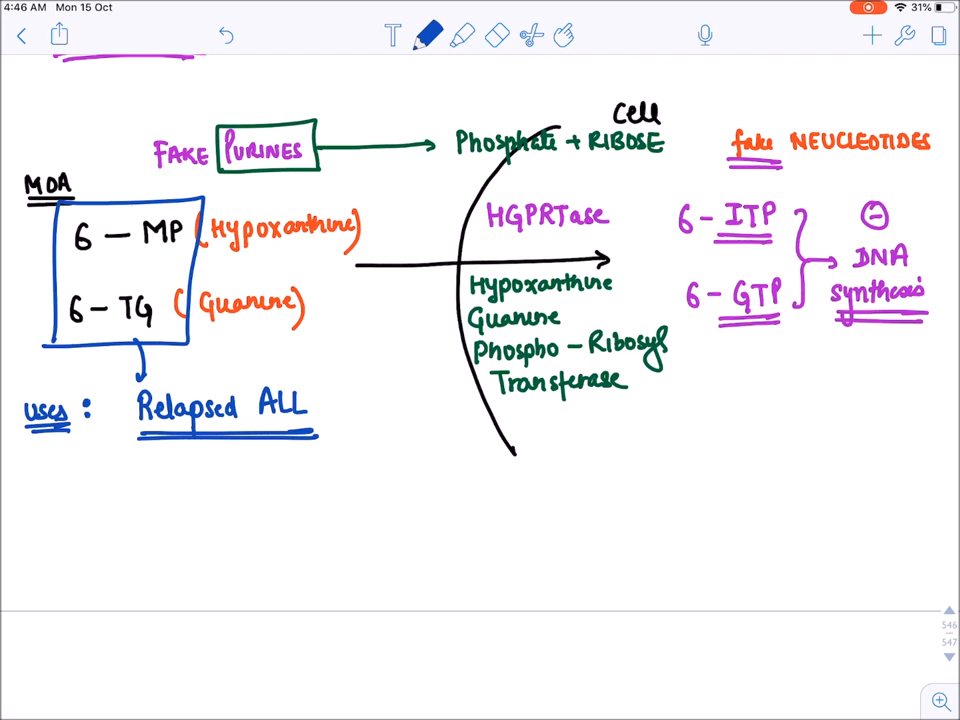 4:46 AM Mon 15 Oct
31%
T
Cell
FAKE PURINES
Phosphate + RIBOSE
fake NEUCLEOTIDES
MOA
6 - MP (Hypoxanthine)
HGPRTase
6 - ITP
⊖
DNA
synthesis
6 - TG (Guanine)
6 - GTP
Hypoxanthine
Guanine
Phospho - Ribosyl
Transferase
Uses : Relapsed ALL
546
547